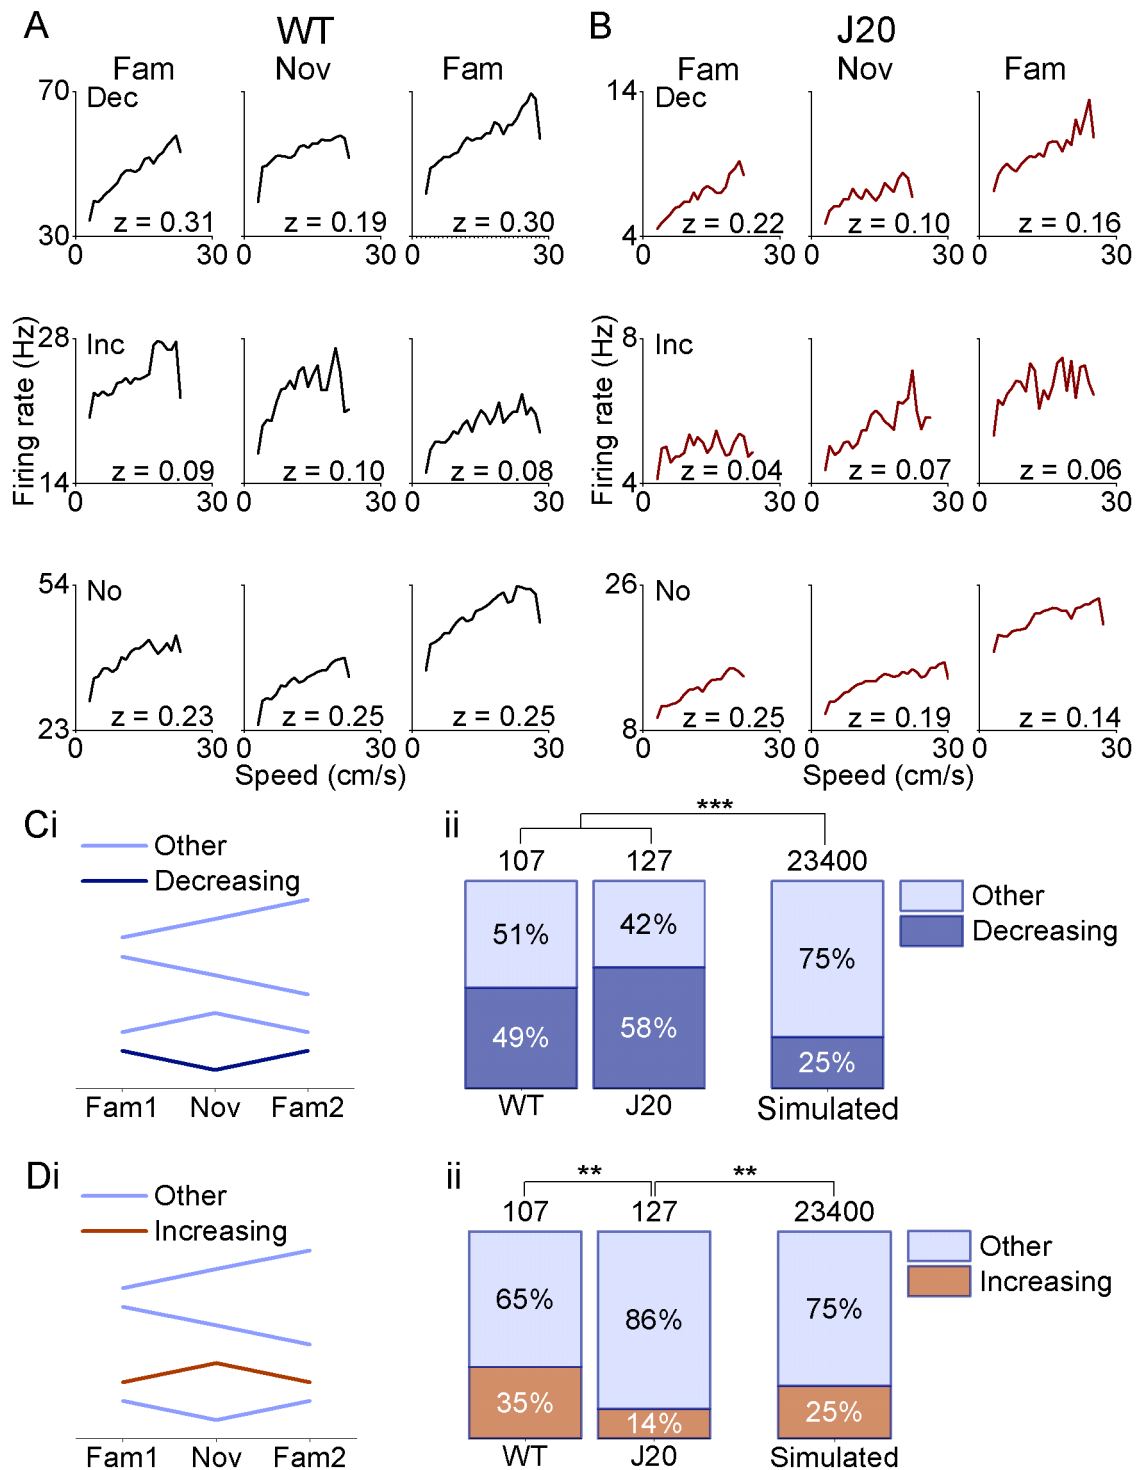 A WT B J20
Fam Nov Fam Fam Nov Fam
70 Dec 14 Dec
z = 0.31 z = 0.19 z = 0.30 z = 0.22 z = 0.10 z = 0.16
30 4
0 30 0 30 0 30 0 30 0 30 0 30
Firing rate (Hz) Firing rate (Hz)
28 Inc 8 Inc
z = 0.09 z = 0.10 z = 0.08 z = 0.04 z = 0.07 z = 0.06
14 4
0 30 0 30 0 30 0 30 0 30 0 30
54 No 26 No
z = 0.23 z = 0.25 z = 0.25 z = 0.25 z = 0.19 z = 0.14
23 8
0 30 0 30 0 30 0 30 0 30 0 30
Speed (cm/s) Speed (cm/s)
Ci
Other
Decreasing
Fam1 Nov Fam2
ii
***
107 127 23400
Other
Decreasing
51% 42% 75%
49% 58% 25%
WT J20 Simulated
Di
Other
Increasing
Fam1 Nov Fam2
ii
** **
107 127 23400
Other
Increasing
65% 86% 75%
35% 14% 25%
WT J20 Simulated